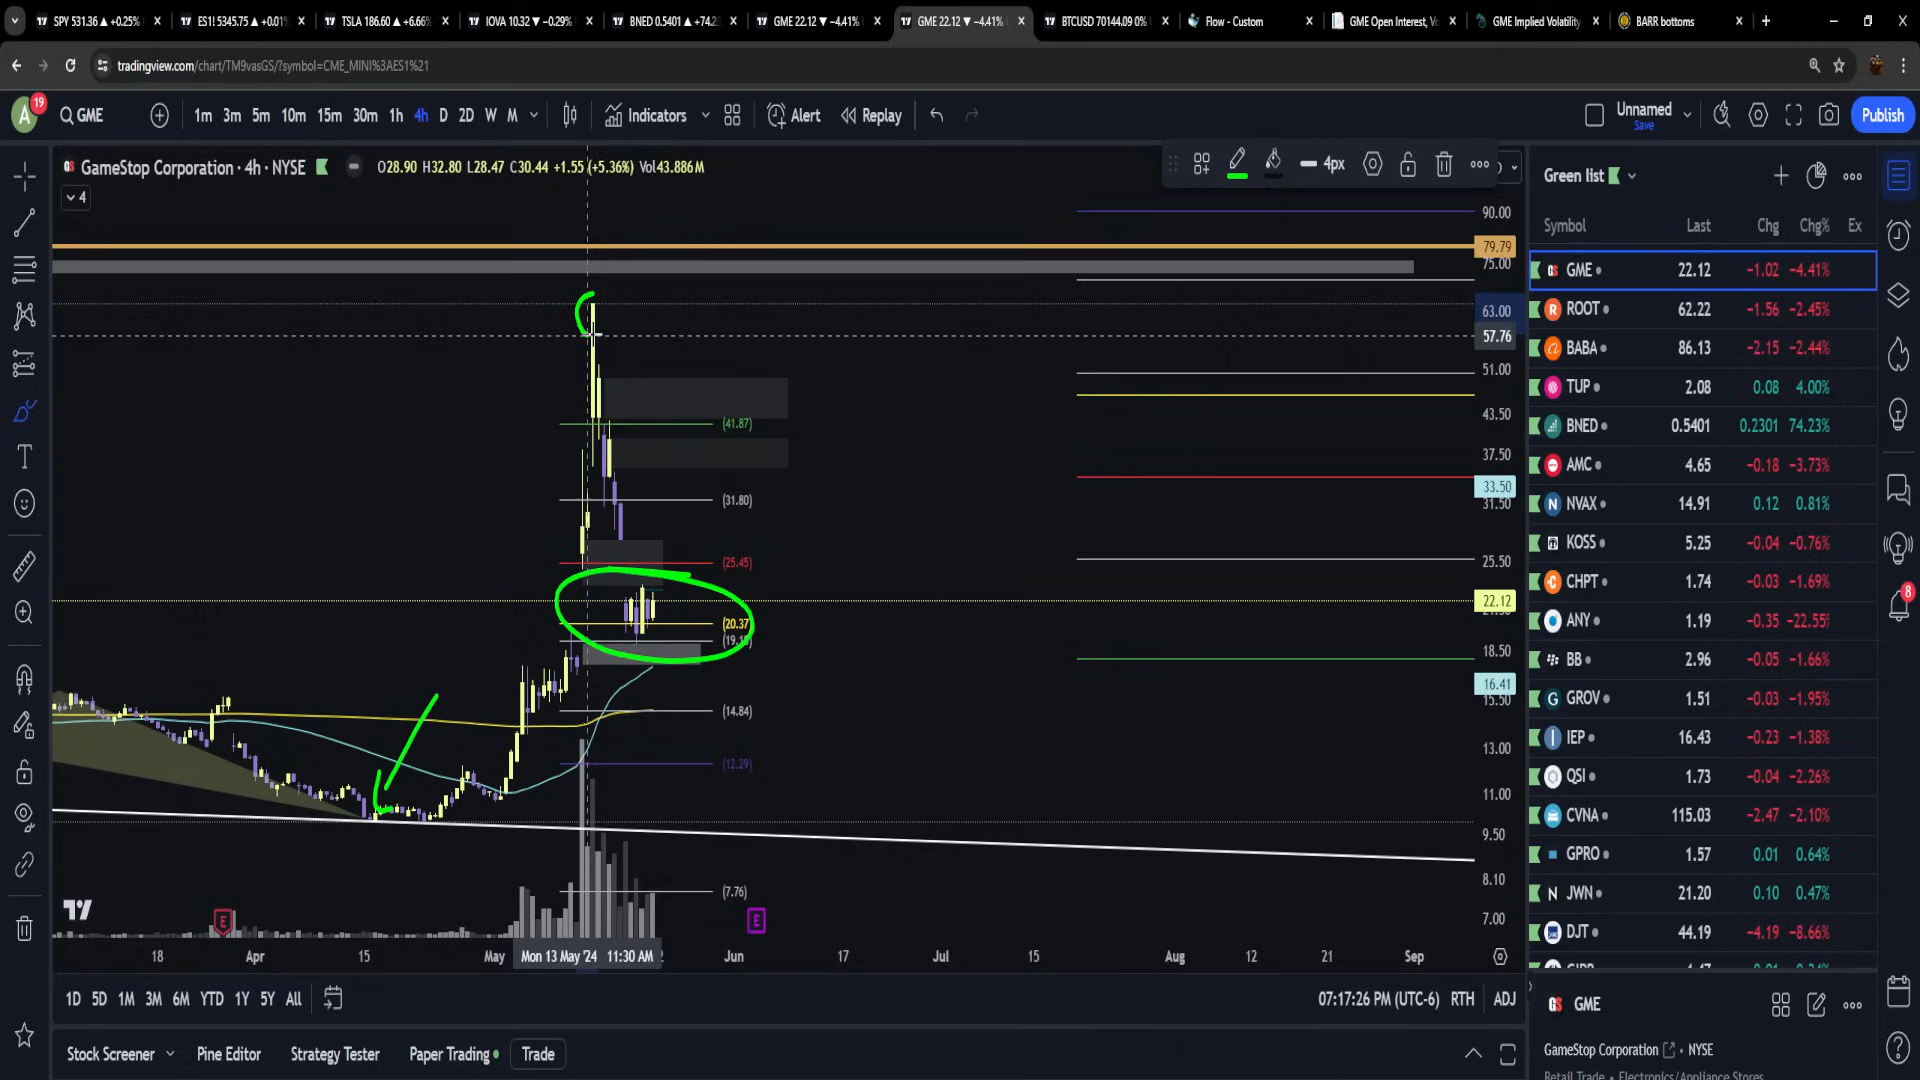 SPY 531.36 ▲ +0.25%
ES1! 5345.75 ▲ +0.01%
TSLA 186.60 ▲ +6.66%
IOVA 10.32 ▼ −0.29%
BNED 0.5401 ▲ +74.23
GME 22.12 ▼ −4.41%
GME 22.12 ▼ −4.41%
BTCUSD 70144.09 0%
Flow - Custom
GME Open Interest, Vo
GME Implied Volatility
BARR bottoms
tradingview.com/chart/TM9vasGS/?symbol=CME_MINI%3AES1%21
A 19 GME 1m 3m 5m 10m 15m 30m 1h 4h D 2D W M Indicators Alert Replay Unnamed Save Publish
GameStop Corporation · 4h · NYSE O28.90 H32.80 L28.47 C30.44 +1.55 (+5.36%) Vol43.886M
4
4px
90.00
79.79
75.00
63.00
57.76
51.00
43.50
37.50
33.50
31.50
25.50
22.12
18.50
16.41
15.50
13.00
11.00
9.50
8.10
7.00
(41.87)
(31.80)
(25.45)
(20.37
(14.84)
(12.29)
(7.76)
E
E
18 Apr 15 May Mon 13 May '24 11:30 AM Jun 17 Jul 15 Aug 12 21 Sep
1D 5D 1M 3M 6M YTD 1Y 5Y All 07:17:26 PM (UTC-6) RTH ADJ
Stock Screener Pine Editor Strategy Tester Paper Trading Trade
Green list
Symbol Last Chg Chg% Ex
GME 22.12 −1.02 −4.41%
ROOT 62.22 −1.56 −2.45%
BABA 86.13 −2.15 −2.44%
TUP 2.08 0.08 4.00%
BNED 0.5401 0.2301 74.23%
AMC 4.65 −0.18 −3.73%
NVAX 14.91 0.12 0.81%
KOSS 5.25 −0.04 −0.76%
CHPT 1.74 −0.03 −1.69%
ANY 1.19 −0.35 −22.55%
BB 2.96 −0.05 −1.66%
GROV 1.51 −0.03 −1.95%
IEP 16.43 −0.23 −1.38%
QSI 1.73 −0.04 −2.26%
CVNA 115.03 −2.47 −2.10%
GPRO 1.57 0.01 0.64%
JWN 21.20 0.10 0.47%
DJT 44.19 −4.19 −8.66%
8
GME
GameStop Corporation · NYSE
Retail Trade · Electronics/Appliance Stores